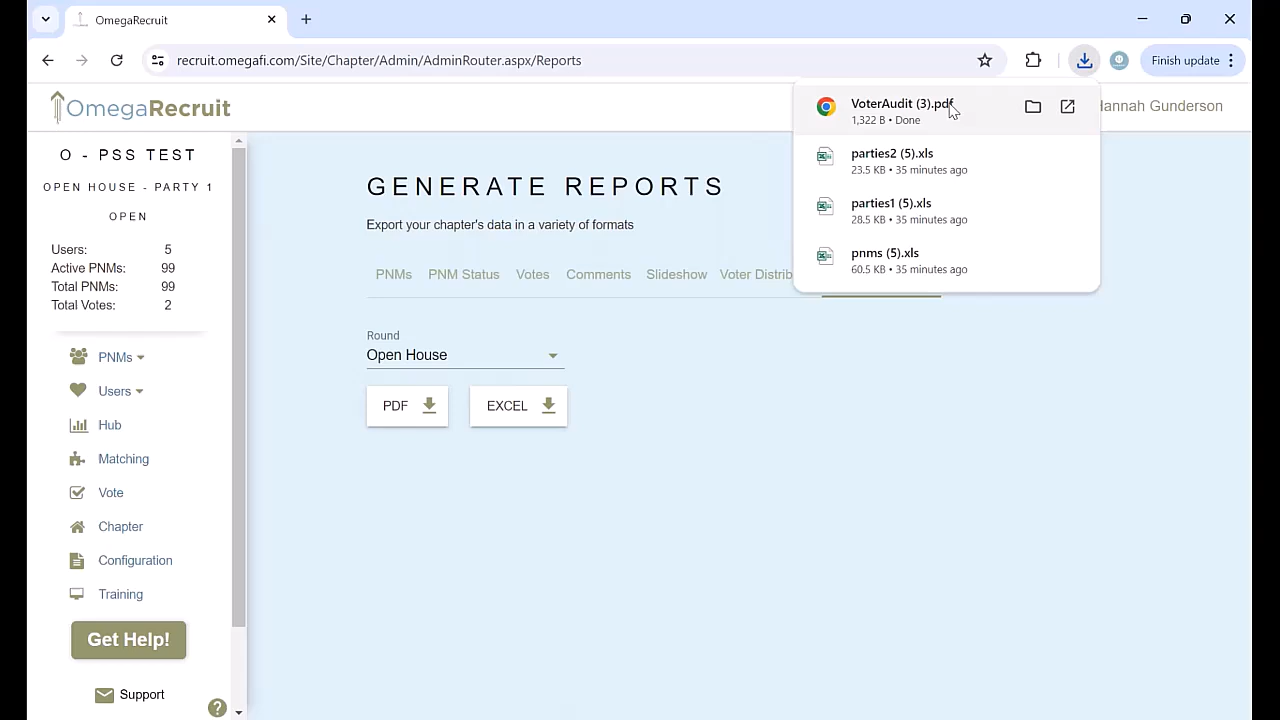 OmegaRecruit
recruit.omegafi.com/Site/Chapter/Admin/AdminRouter.aspx/Reports
Finish update
OmegaRecruit
Hannah Gunderson
VoterAudit (3).pdf
1,322 B • Done
parties2 (5).xls
23.5 KB • 35 minutes ago
parties1 (5).xls
28.5 KB • 35 minutes ago
pnms (5).xls
60.5 KB • 35 minutes ago
O - PSS TEST
OPEN HOUSE - PARTY 1
OPEN
Users: 5
Active PNMs: 99
Total PNMs: 99
Total Votes: 2
PNMs
Users
Hub
Matching
Vote
Chapter
Configuration
Training
Get Help!
Support
?
GENERATE REPORTS
Export your chapter's data in a variety of formats
PNMs PNM Status Votes Comments Slideshow Voter Distrib
Round
Open House
PDF EXCEL